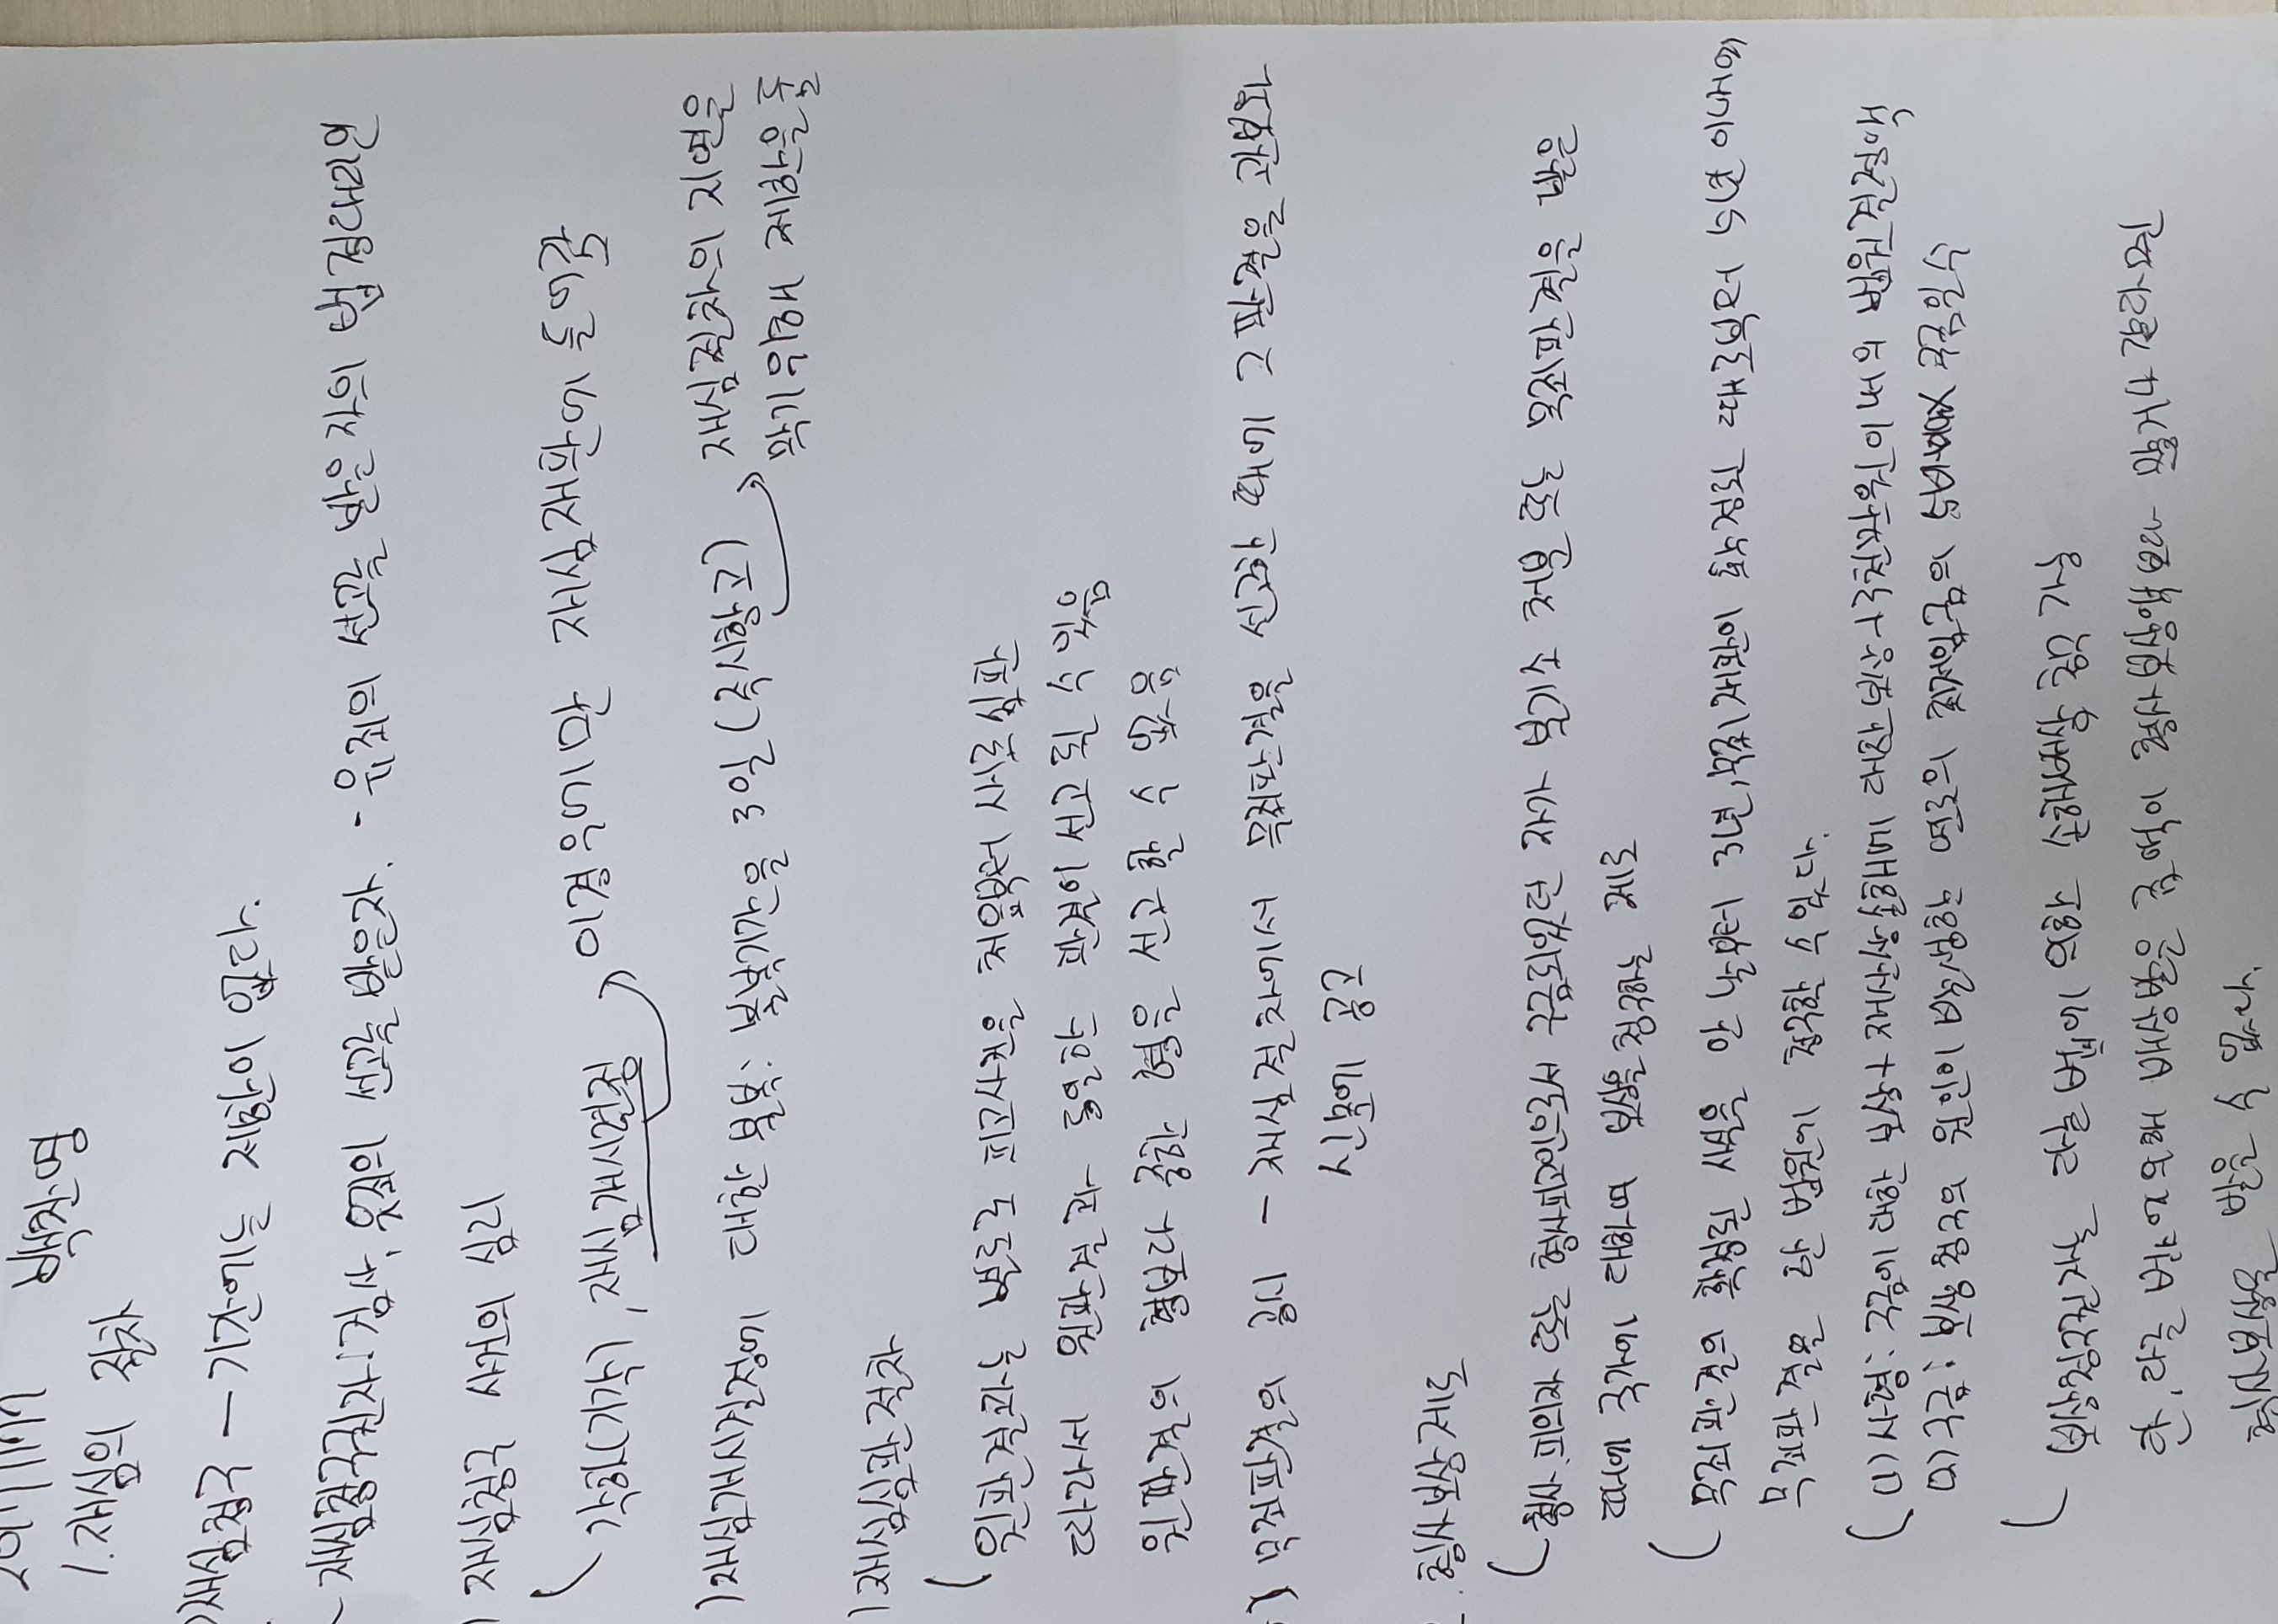 백찬영
1. 재심의 절차
)재심청구 - 기간에는 제한이 없다.
- 재심청구권자: 검사, 유죄의 선고를 받은자. - 유죄의 선고를 받은 자의 법정대리인
) 재심청구 사건의 심리
각하(기각), 재심개시결정 이경우에만 재심재판에 들어감
)재심개시결정에 대한 불복: 불복기간을 3일 (즉시항고) 재심절차의 지연을
막기위해 제한을 둠
)재심심판절차
원판결과는 별도로 피고사건을 처음부터 새로 심판
따라서 원판결과 동일한 판결이 선고 될 수 있음
원판결의 형보다 중한 형을 선고 할 수 없음
) 무죄판결의 공시 - 재심절차에서 무죄판결을 선고한 때에 그 판결을 관보와
신문에 공고
. 형사보상제도
형사 피의자 또는 형사피고인으로서 구금되었던 자가 불기소 처분 또는 무죄판결을 받은
때에 국가에 대하여 보상을 청구하는 제도
무죄판결의 확정된 사실을 안 날부터 3년, 무죄재판이 확정된 때로부터 5년 이내에
무죄판결을 한 법원에 청구할 수있다.
(1) 사형: 구금에 대한 보상+ 재산상손해에 대한보상+3천만원이내의 법원결정액
(2) 구금: 보상청구의 원인이 발생한 연도의 최저임금의 구금일수
보상청구권자는 다른 법에 의한 손해배상 청구 가능
단, 다른 법에의해 배상받은 금액이 형사보상액보다 많거나 같다면
형사보상을 받을 수 없다.